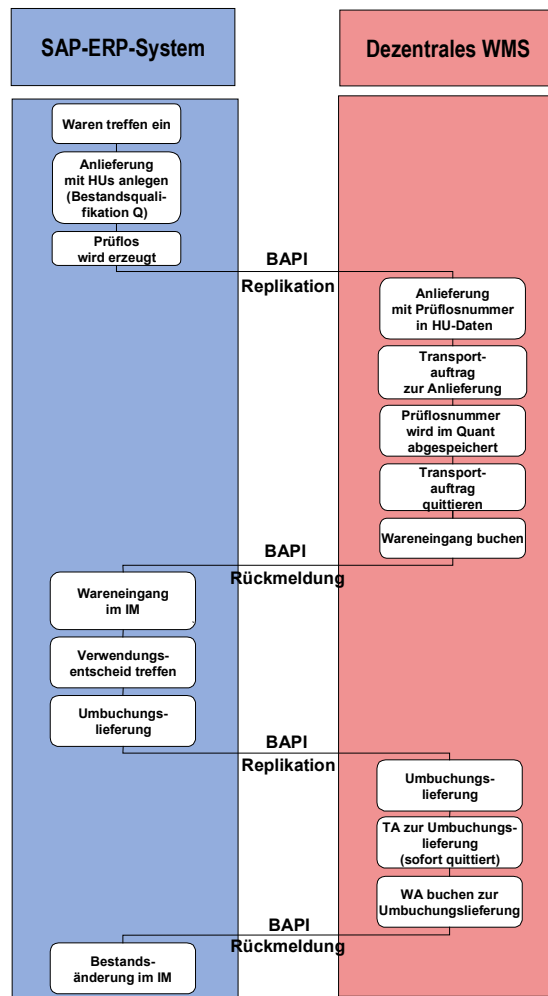 SAP-ERP-System
Dezentrales WMS
Waren treffen ein
Anlieferung
mit HUs anlegen
(Bestandsquali-
fikation Q)
Prüflos
wird erzeugt
BAPI
Replikation
Anlieferung
mit Prüflosnummer
in HU-Daten
Transport-
auftrag
zur Anlieferung
Prüflosnummer
wird im Quant
abgespeichert
Transport-
auftrag
quittieren
Wareneingang buchen
BAPI
Rückmeldung
Wareneingang
im IM
Verwendungs-
entscheid treffen
Umbuchungs-
lieferung
BAPI
Replikation
Umbuchungs-
lieferung
TA zur Umbuchungs-
lieferung
(sofort quittiert)
WA buchen zur
Umbuchungslieferung
BAPI
Rückmeldung
Bestands-
änderung im IM